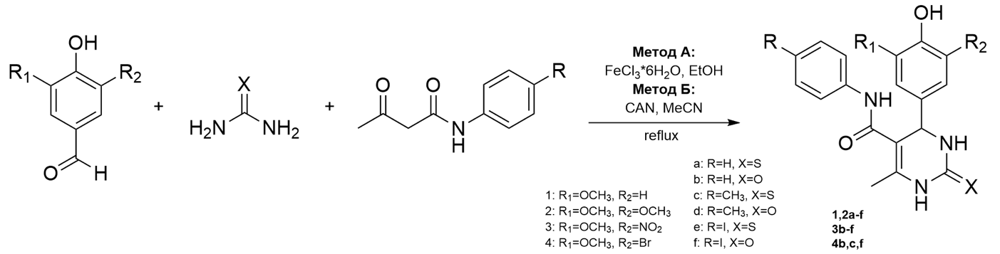 OH
R1
R2
O
H
+
X
H2N
NH2
+
O
O
N
H
R
Метод А:
FeCl3*6H2O, EtOH
Метод Б:
CAN, MeCN
reflux
1: R1=OCH3, R2=H
2: R1=OCH3, R2=OCH3
3: R1=OCH3, R2=NO2
4: R1=OCH3, R2=Br
a: R=H, X=S
b: R=H, X=O
c: R=CH3, X=S
d: R=CH3, X=O
e: R=I, X=S
f: R=I, X=O
OH
R
R1
R2
NH
O
NH
N
H
X
1,2a-f
3b-f
4b,c,f